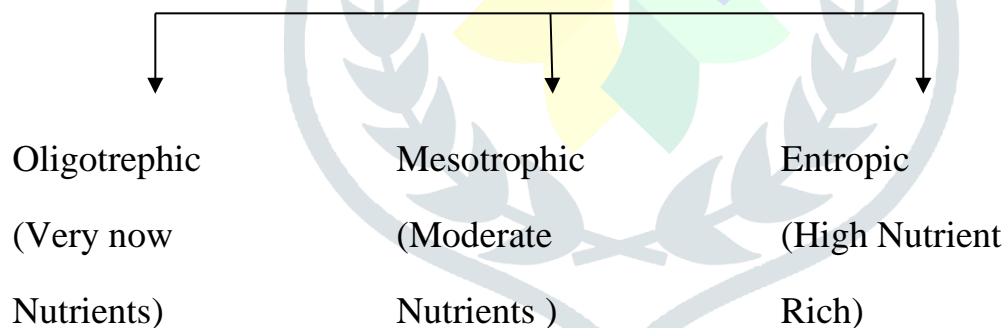 Oligotrephic Mesotrophic Entropic
(Very now (Moderate (High Nutrient
Nutrients) Nutrients ) Rich)